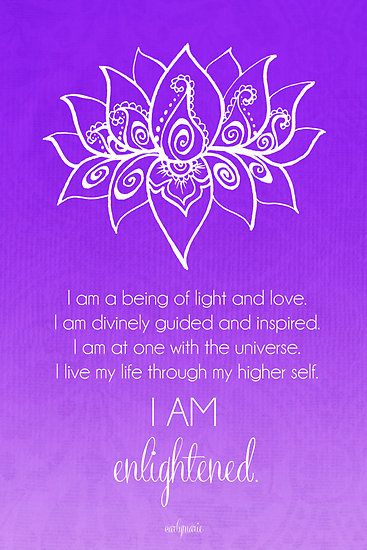 I am a being of light and love.
I am divinely guided and inspired.
I am at one with the universe.
I live my life through my higher self.
I AM
enlightened.
carlymarie